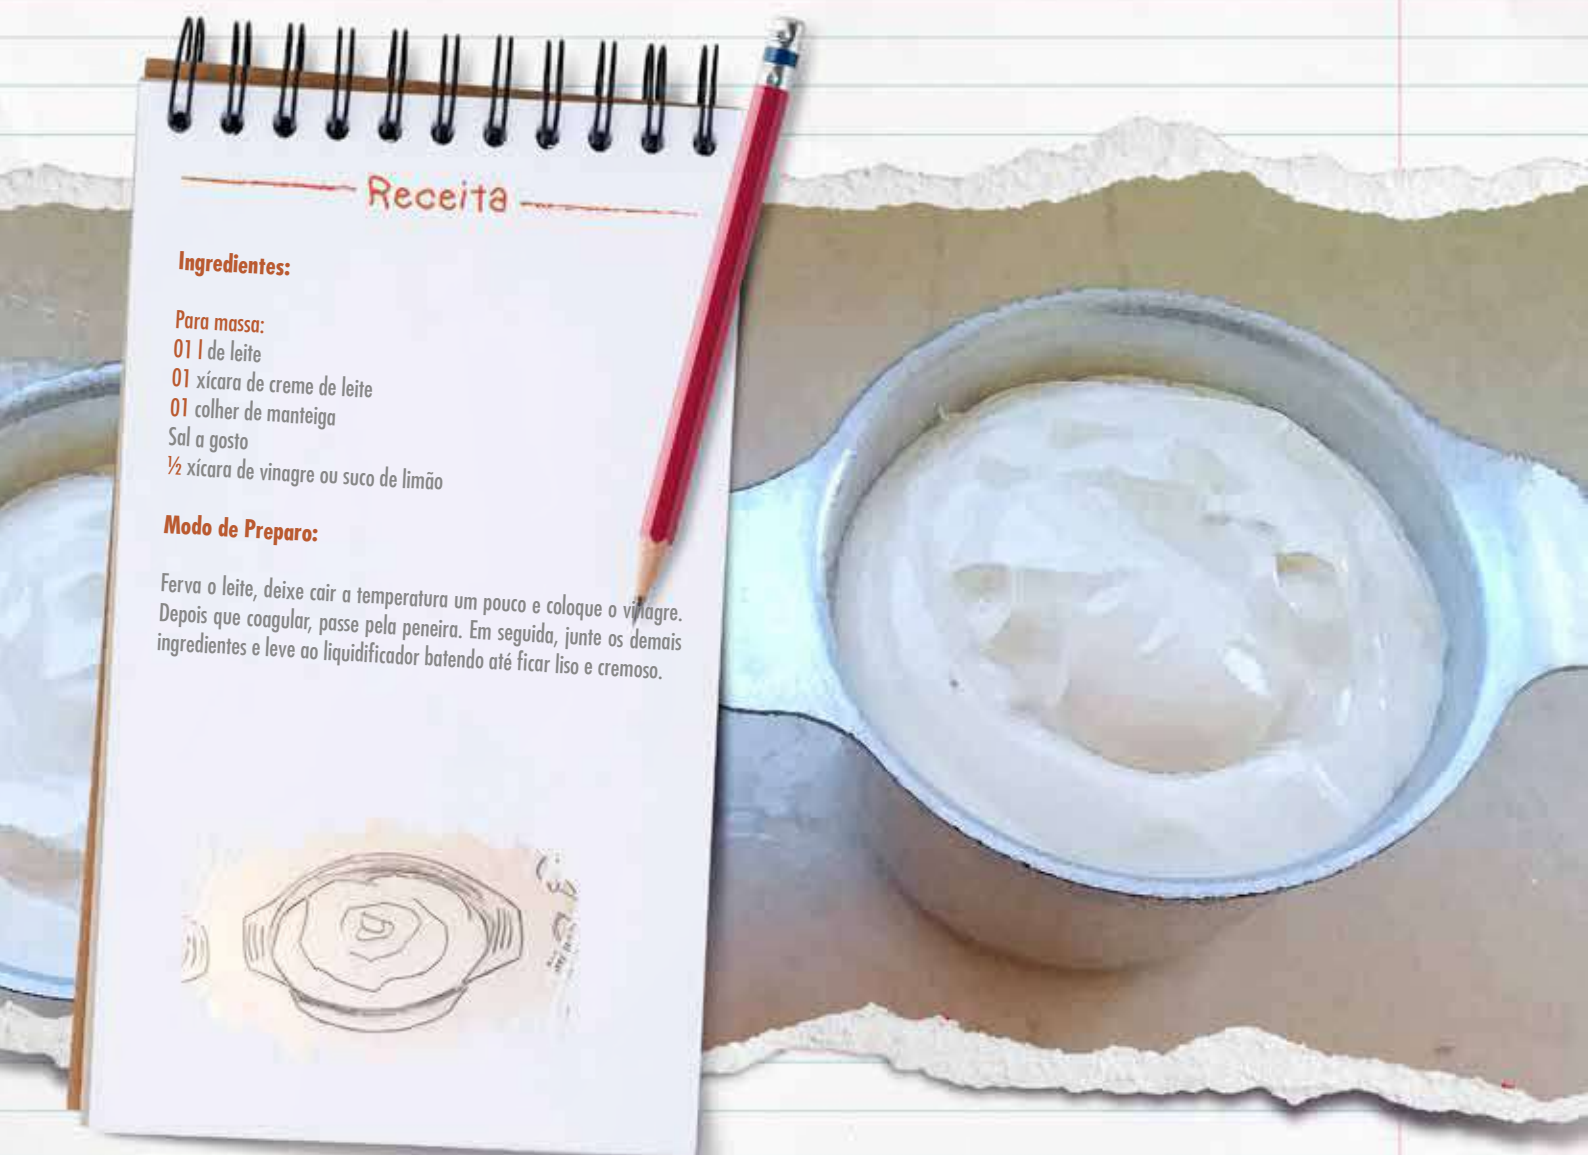 Receita
Ingredientes:
Para massa:
01 l de leite
01 xícara de creme de leite
01 colher de manteiga
Sal a gosto
½ xícara de vinagre ou suco de limão
Modo de Preparo:
Ferva o leite, deixe cair a temperatura um pouco e coloque o vinagre.
Depois que coagular, passe pela peneira. Em seguida, junte os demais
ingredientes e leve ao liquidificador batendo até ficar liso e cremoso.